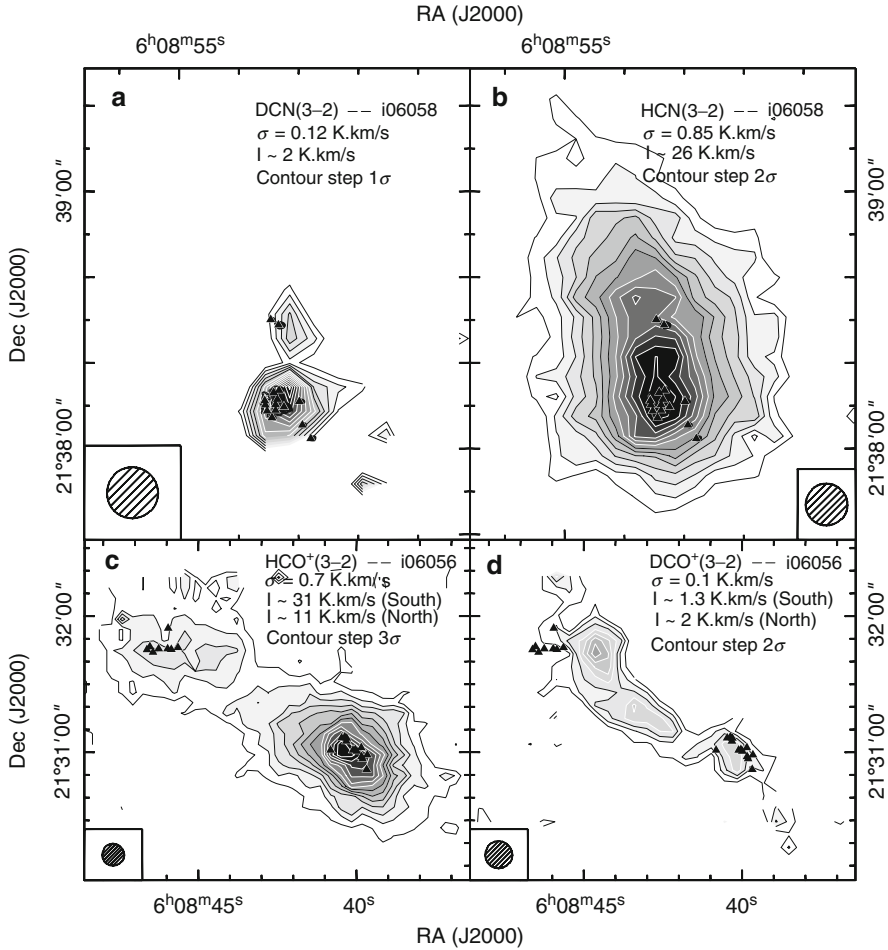 RA (J2000)
6h08m55s 6h08m55s
a
DCN(3–2) –– i06058
σ = 0.12 K.km/s
I ~ 2 K.km/s
Contour step 1σ
b
HCN(3–2) –– i06058
σ = 0.85 K.km/s
I ~ 26 K.km/s
Contour step 2σ
Dec (J2000)
39′00″
21°38′00″
39′00″
21°38′00″
c
HCO+(3–2) –– i06056
σ = 0.7 K.km/s
I ~ 31 K.km/s (South)
I ~ 11 K.km/s (North)
Contour step 3σ
d
DCO+(3–2) –– i06056
σ = 0.1 K.km/s
I ~ 1.3 K.km/s (South)
I ~ 2 K.km/s (North)
Contour step 2σ
Dec (J2000)
32′00″
21°31′00″
32′00″
21°31′00″
6h08m45s 40s 6h08m45s 40s
RA (J2000)